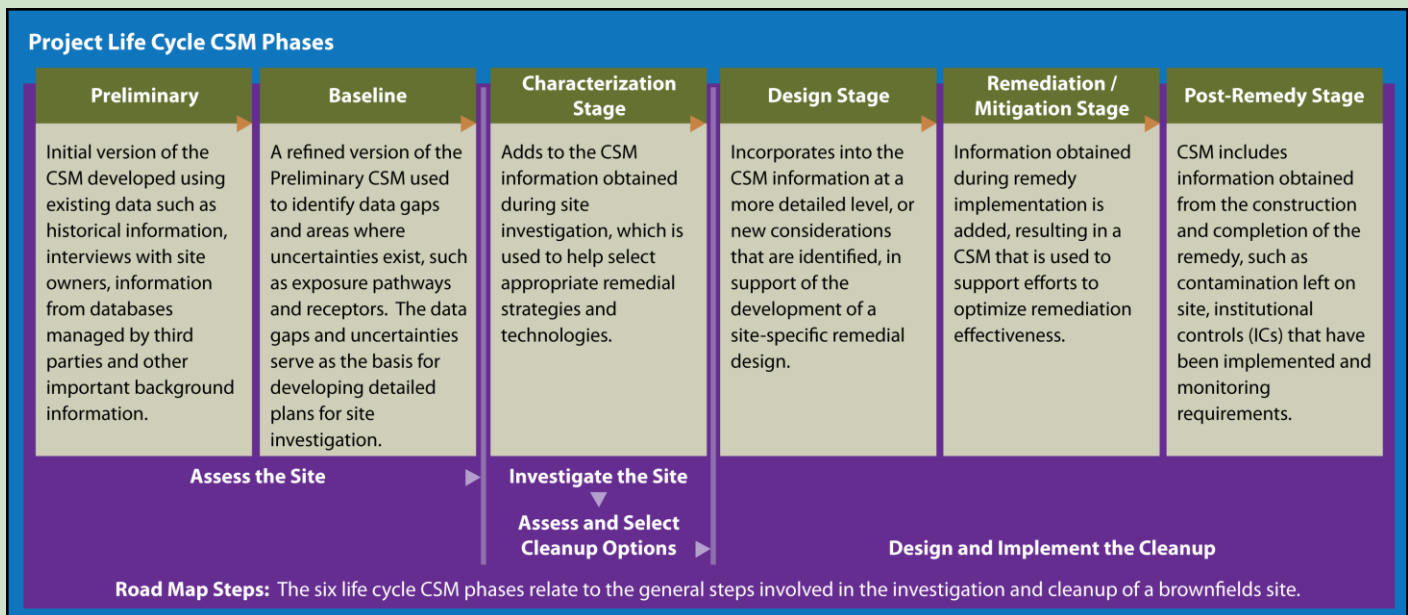 Project Life Cycle CSM Phases
Preliminary
Initial version of the
CSM developed using
existing data such as
historical information,
interviews with site
owners, information
from databases
managed by third
parties and other
important background
information.
Baseline
A refined version of the
Preliminary CSM used
to identify data gaps
and areas where
uncertainties exist, such
as exposure pathways
and receptors. The data
gaps and uncertainties
serve as the basis for
developing detailed
plans for site
investigation.
Characterization
Stage
Adds to the CSM
information obtained
during site
investigation, which is
used to help select
appropriate remedial
strategies and
technologies.
Design Stage
Incorporates into the
CSM information at a
more detailed level, or
new considerations
that are identified, in
support of the
development of a
site-specific remedial
design.
Remediation /
Mitigation Stage
Information obtained
during remedy
implementation is
added, resulting in a
CSM that is used to
support efforts to
optimize remediation
effectiveness.
Post-Remedy Stage
CSM includes
information obtained
from the construction
and completion of the
remedy, such as
contamination left on
site, institutional
controls (ICs) that have
been implemented and
monitoring
requirements.
Assess the Site
Investigate the Site
Assess and Select
Cleanup Options
Design and Implement the Cleanup
Road Map Steps: The six life cycle CSM phases relate to the general steps involved in the investigation and cleanup of a brownfields site.